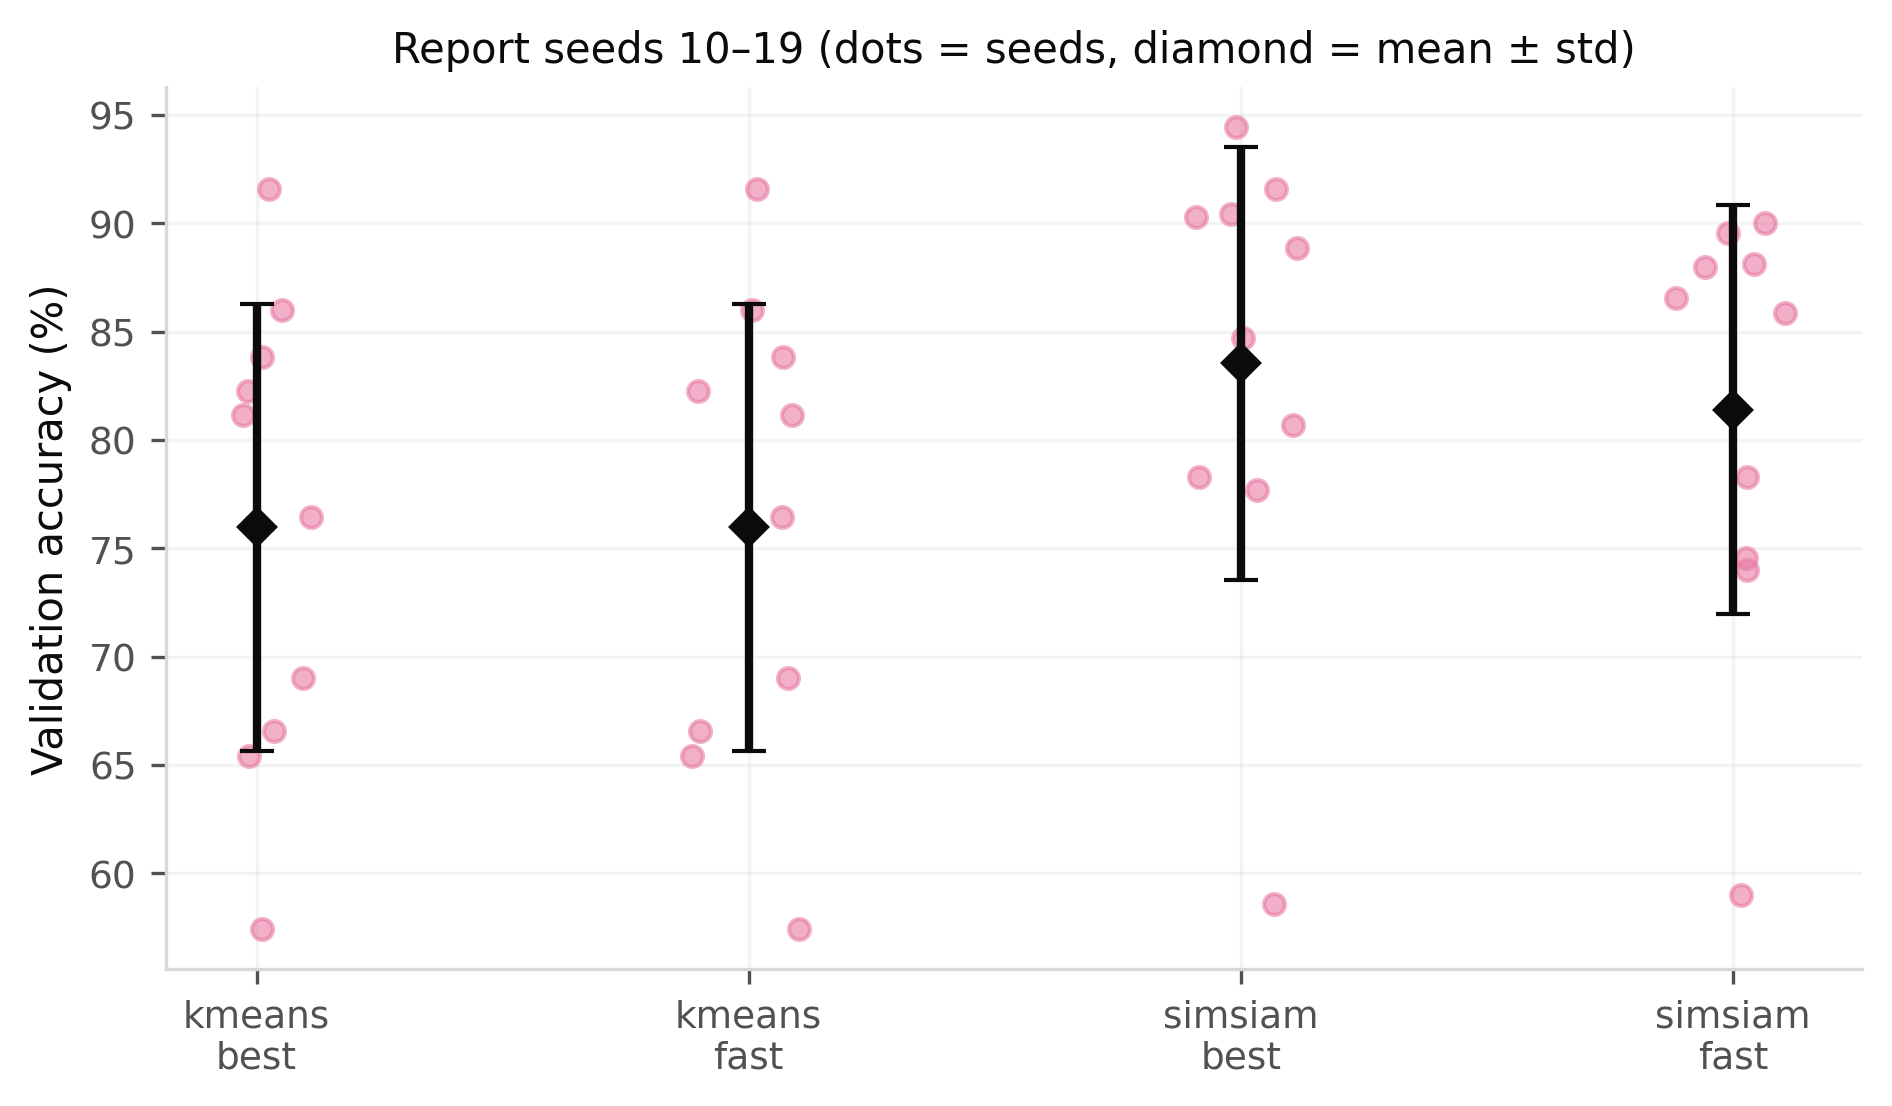 Report seeds 10–19 (dots = seeds, diamond = mean ± std)
Validation accuracy (%)
95
90
85
80
75
70
65
60
kmeans
best
kmeans
fast
simsiam
best
simsiam
fast